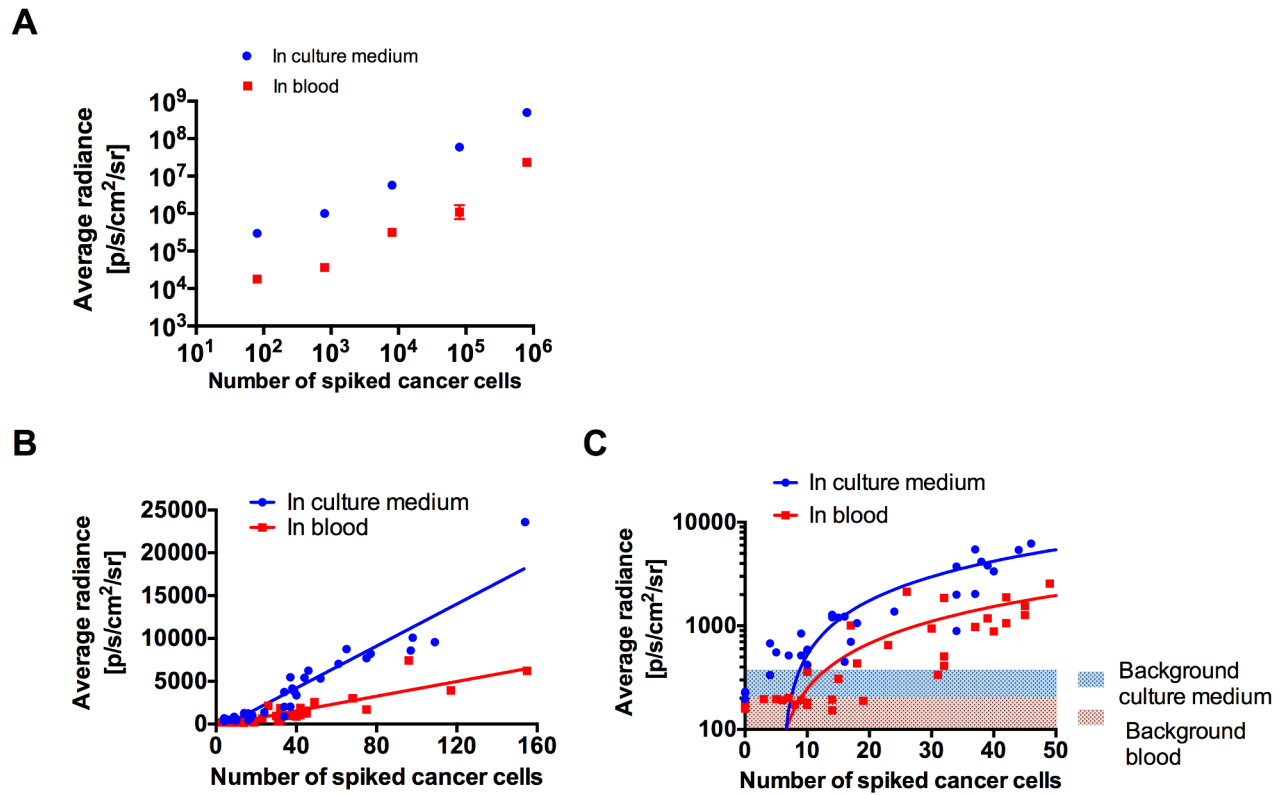 A
In culture medium
In blood
Average radiance
[p/s/cm²/sr]
10⁹
10⁸
10⁷
10⁶
10⁵
10⁴
10³
10¹ 10² 10³ 10⁴ 10⁵ 10⁶
Number of spiked cancer cells
B
In culture medium
In blood
Average radiance
[p/s/cm²/sr]
25000
20000
15000
10000
5000
0
0 40 80 120 160
Number of spiked cancer cells
C
In culture medium
In blood
Average radiance
[p/s/cm²/sr]
10000
1000
100
0 10 20 30 40 50
Number of spiked cancer cells
Background
culture medium
Background
blood